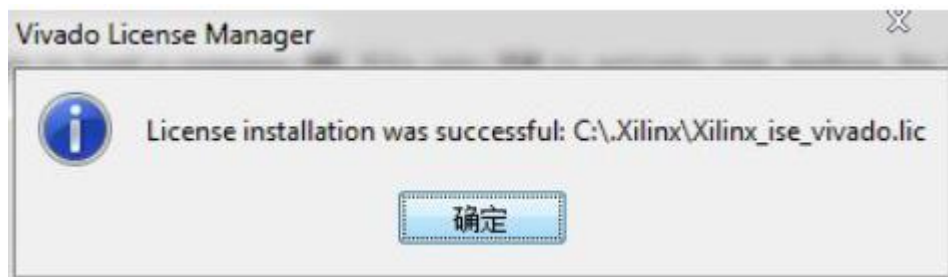 Vivado License Manager
License installation was successful: C:\.Xilinx\Xilinx_ise_vivado.lic
确定